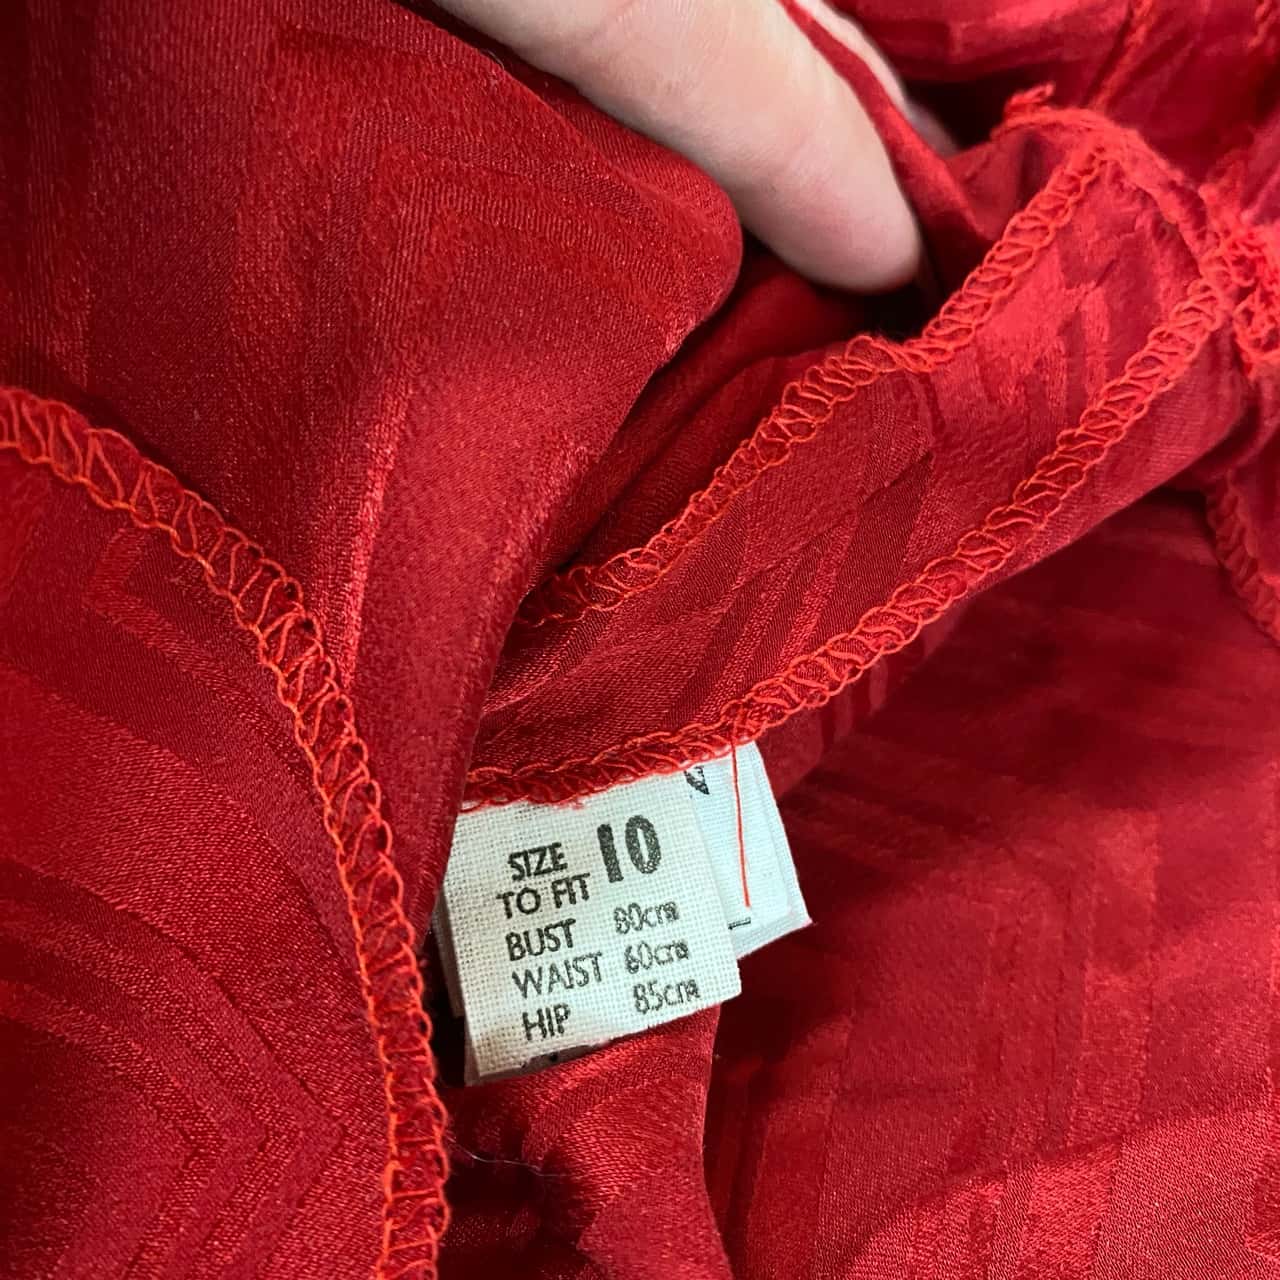 SIZE 10
TO FIT
BUST 80cm
WAIST 60cm
HIP 85cm